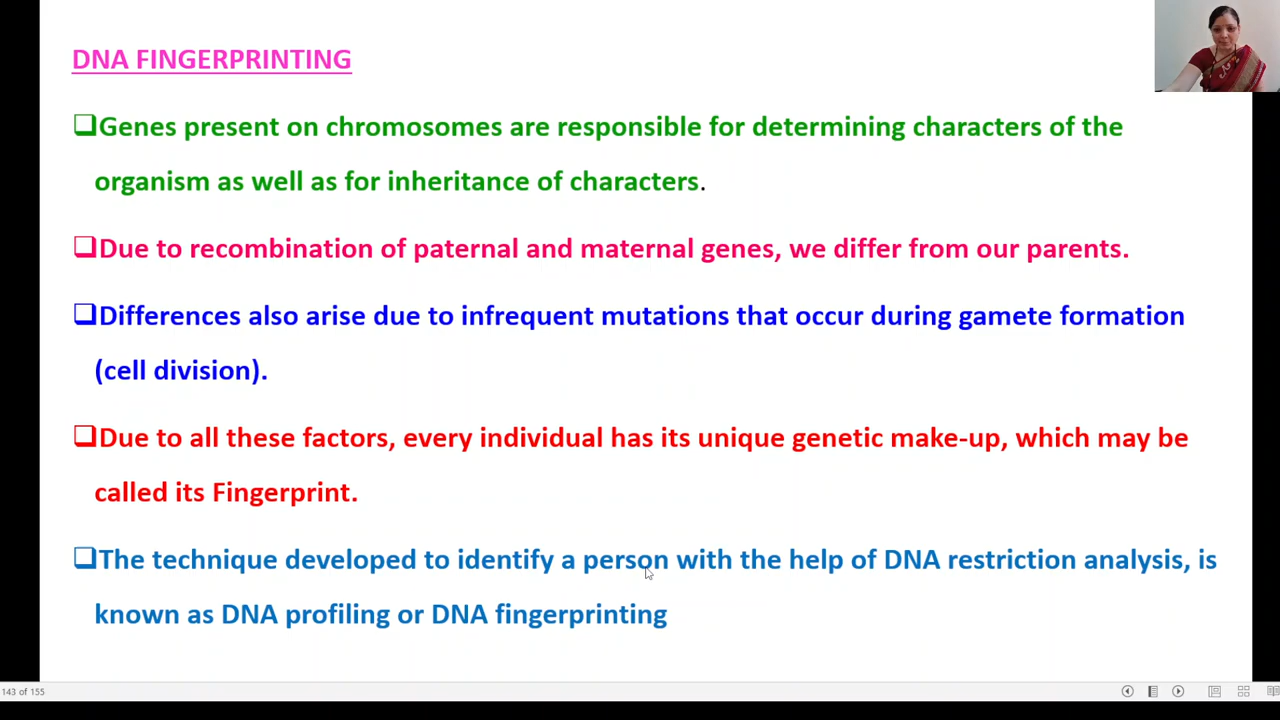 DNA FINGERPRINTING
❑Genes present on chromosomes are responsible for determining characters of the
organism as well as for inheritance of characters.
❑Due to recombination of paternal and maternal genes, we differ from our parents.
❑Differences also arise due to infrequent mutations that occur during gamete formation
(cell division).
❑Due to all these factors, every individual has its unique genetic make-up, which may be
called its Fingerprint.
❑The technique developed to identify a person with the help of DNA restriction analysis, is
known as DNA profiling or DNA fingerprinting
143 of 155